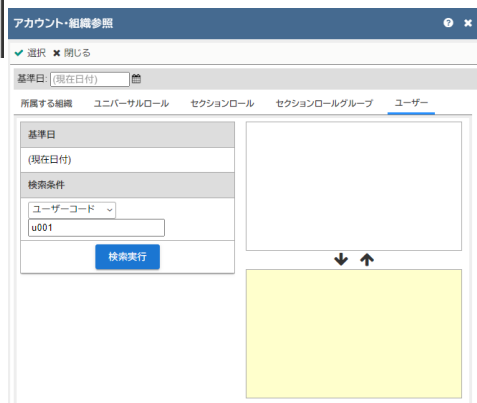 アカウント・組織参照
選択 閉じる
基準日: (現在日付)
所属する組織 ユニバーサルロール セクションロール セクションロールグループ ユーザー
基準日
(現在日付)
検索条件
ユーザーコード
u001
検索実行